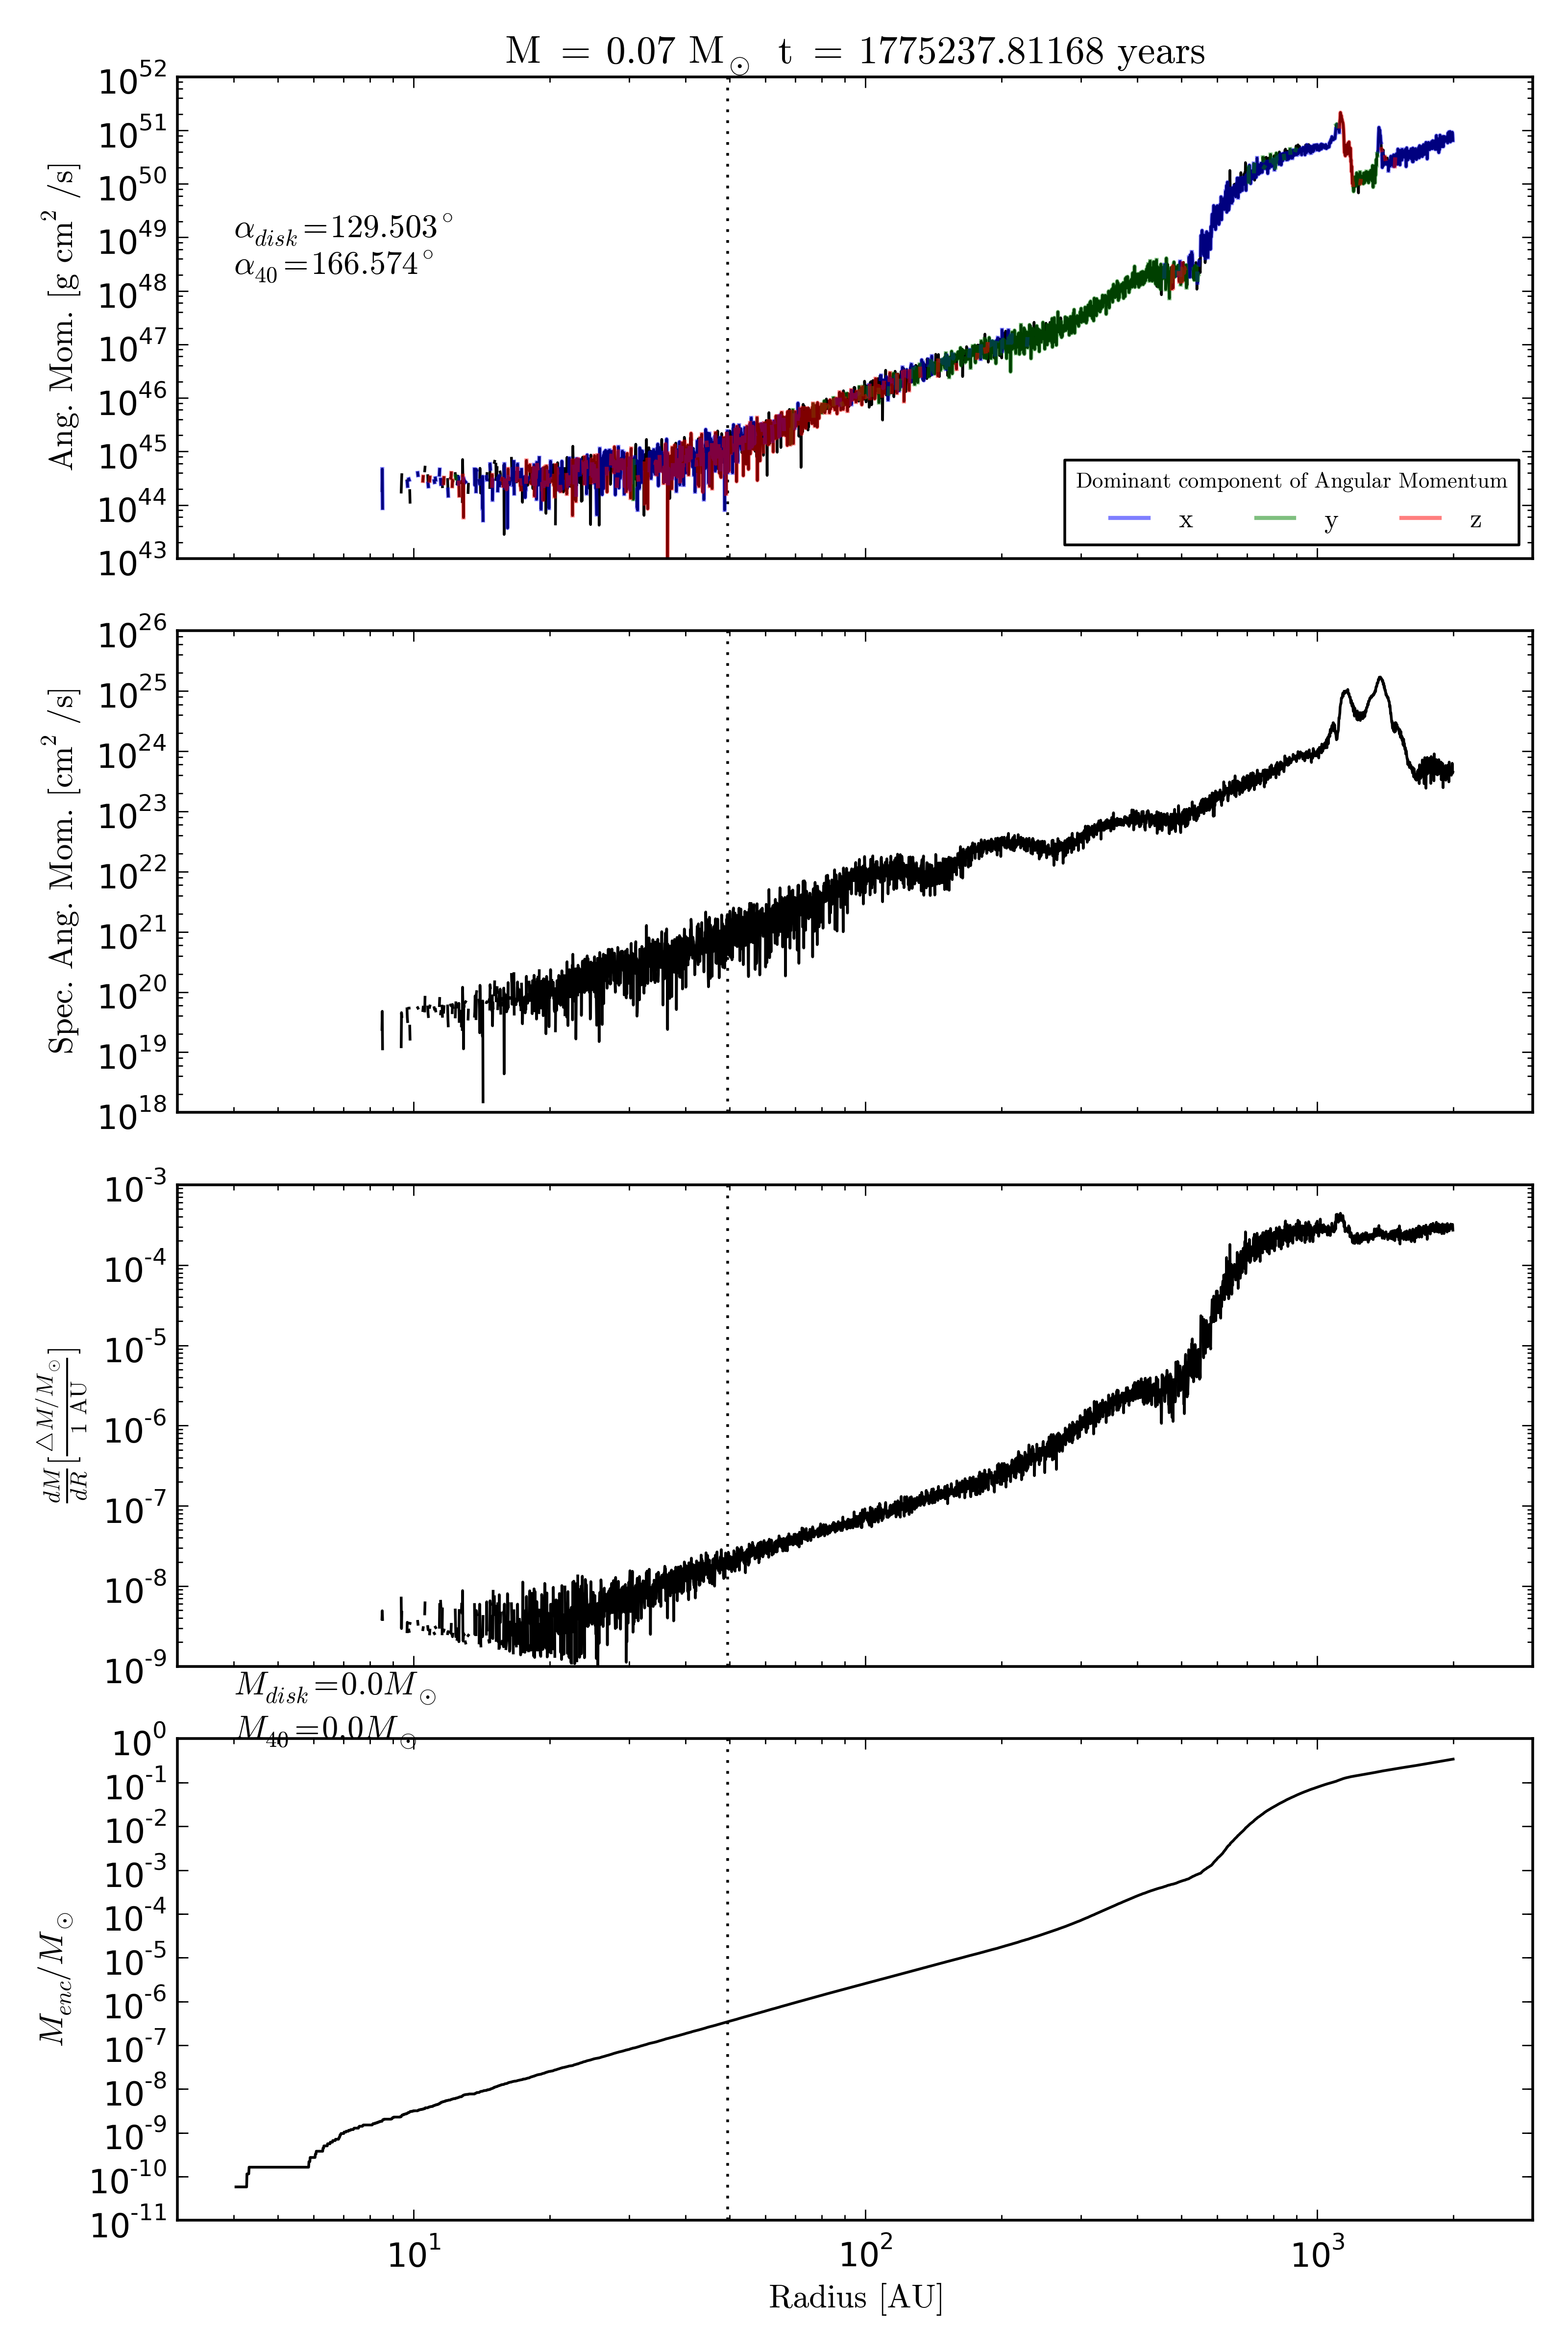 M = 0.07 M⊙ t = 1775237.81168 years
10^52
10^51
10^50
10^49
10^48
10^47
10^46
10^45
10^44
10^43
Ang. Mom. [g cm^2 /s]
α_disk=129.503°
α_40=166.574°
Dominant component of Angular Momentum
x y z
10^26
10^25
10^24
10^23
10^22
10^21
10^20
10^19
10^18
Spec. Ang. Mom. [cm^2 /s]
10^-3
10^-4
10^-5
10^-6
10^-7
10^-8
10^-9
dM/dR [△M/M⊙ / 1 AU]
M_disk=0.0M⊙
M_40=0.0M⊙
10^0
10^-1
10^-2
10^-3
10^-4
10^-5
10^-6
10^-7
10^-8
10^-9
10^-10
10^-11
M_enc/M⊙
10^1 10^2 10^3
Radius [AU]